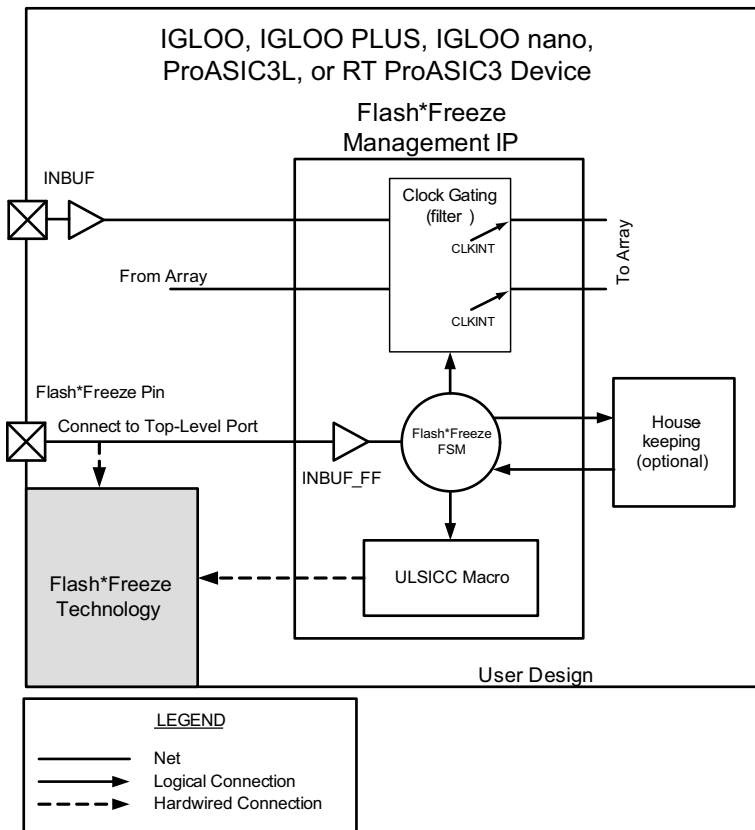 IGLOO, IGLOO PLUS, IGLOO nano,
ProASIC3L, or RT ProASIC3 Device
Flash*Freeze
Management IP
INBUF
Clock Gating
(filter )
CLKINT
To Array
From Array
CLKINT
Flash*Freeze Pin
Connect to Top-Level Port
INBUF_FF
Flash*Freeze
FSM
House
keeping
(optional)
Flash*Freeze
Technology
ULSICC Macro
User Design
LEGEND
Net
Logical Connection
Hardwired Connection